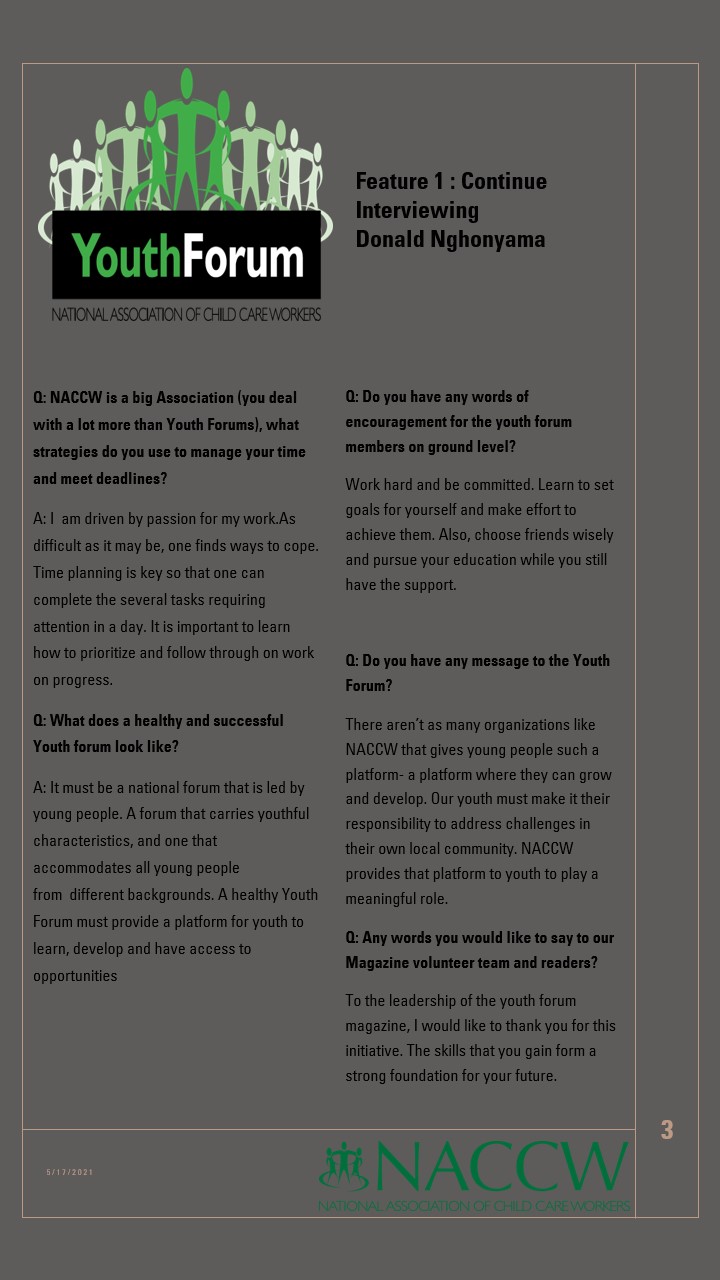 YouthForum
NATIONAL ASSOCIATION OF CHILD CARE WORKERS
Feature 1 : Continue
Interviewing
Donald Nghonyama
Q: NACCW is a big Association (you deal
with a lot more than Youth Forums), what
strategies do you use to manage your time
and meet deadlines?
A: I  am driven by passion for my work.As
difficult as it may be, one finds ways to cope.
Time planning is key so that one can
complete the several tasks requiring
attention in a day. It is important to learn
how to prioritize and follow through on work
on progress.
Q: What does a healthy and successful
Youth forum look like?
A: It must be a national forum that is led by
young people. A forum that carries youthful
characteristics, and one that
accommodates all young people
from  different backgrounds. A healthy Youth
Forum must provide a platform for youth to
learn, develop and have access to
opportunities
Q: Do you have any words of
encouragement for the youth forum
members on ground level?
Work hard and be committed. Learn to set
goals for yourself and make effort to
achieve them. Also, choose friends wisely
and pursue your education while you still
have the support.
Q: Do you have any message to the Youth
Forum?
There aren’t as many organizations like
NACCW that gives young people such a
platform- a platform where they can grow
and develop. Our youth must make it their
responsibility to address challenges in
their own local community. NACCW
provides that platform to youth to play a
meaningful role.
Q: Any words you would like to say to our
Magazine volunteer team and readers?
To the leadership of the youth forum
magazine, I would like to thank you for this
initiative. The skills that you gain form a
strong foundation for your future.
3
5/17/2021
NACCW
NATIONAL ASSOCIATION OF CHILD CARE WORKERS